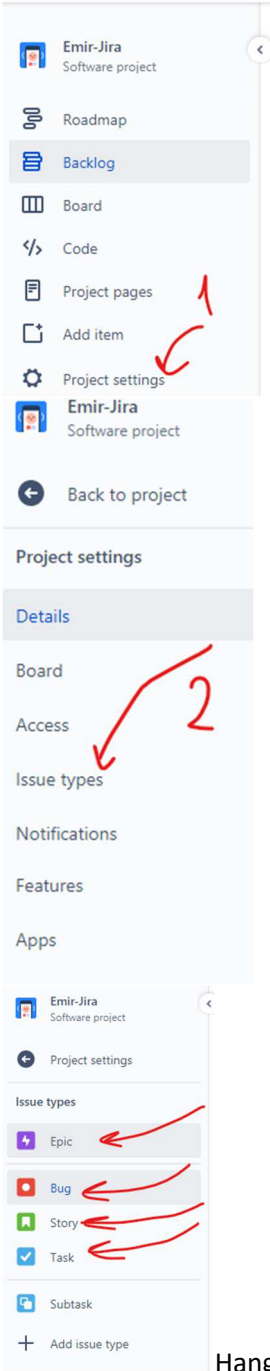 Emir-Jira
Software project
Roadmap
Backlog
Board
Code
Project pages
1
Add item
Project settings
Emir-Jira
Software project
Back to project
Project settings
Details
Board
2
Access
Issue types
Notifications
Features
Apps
Emir-Jira
Software project
Project settings
Issue types
Epic
Bug
Story
Task
Subtask
Add issue type
Hang